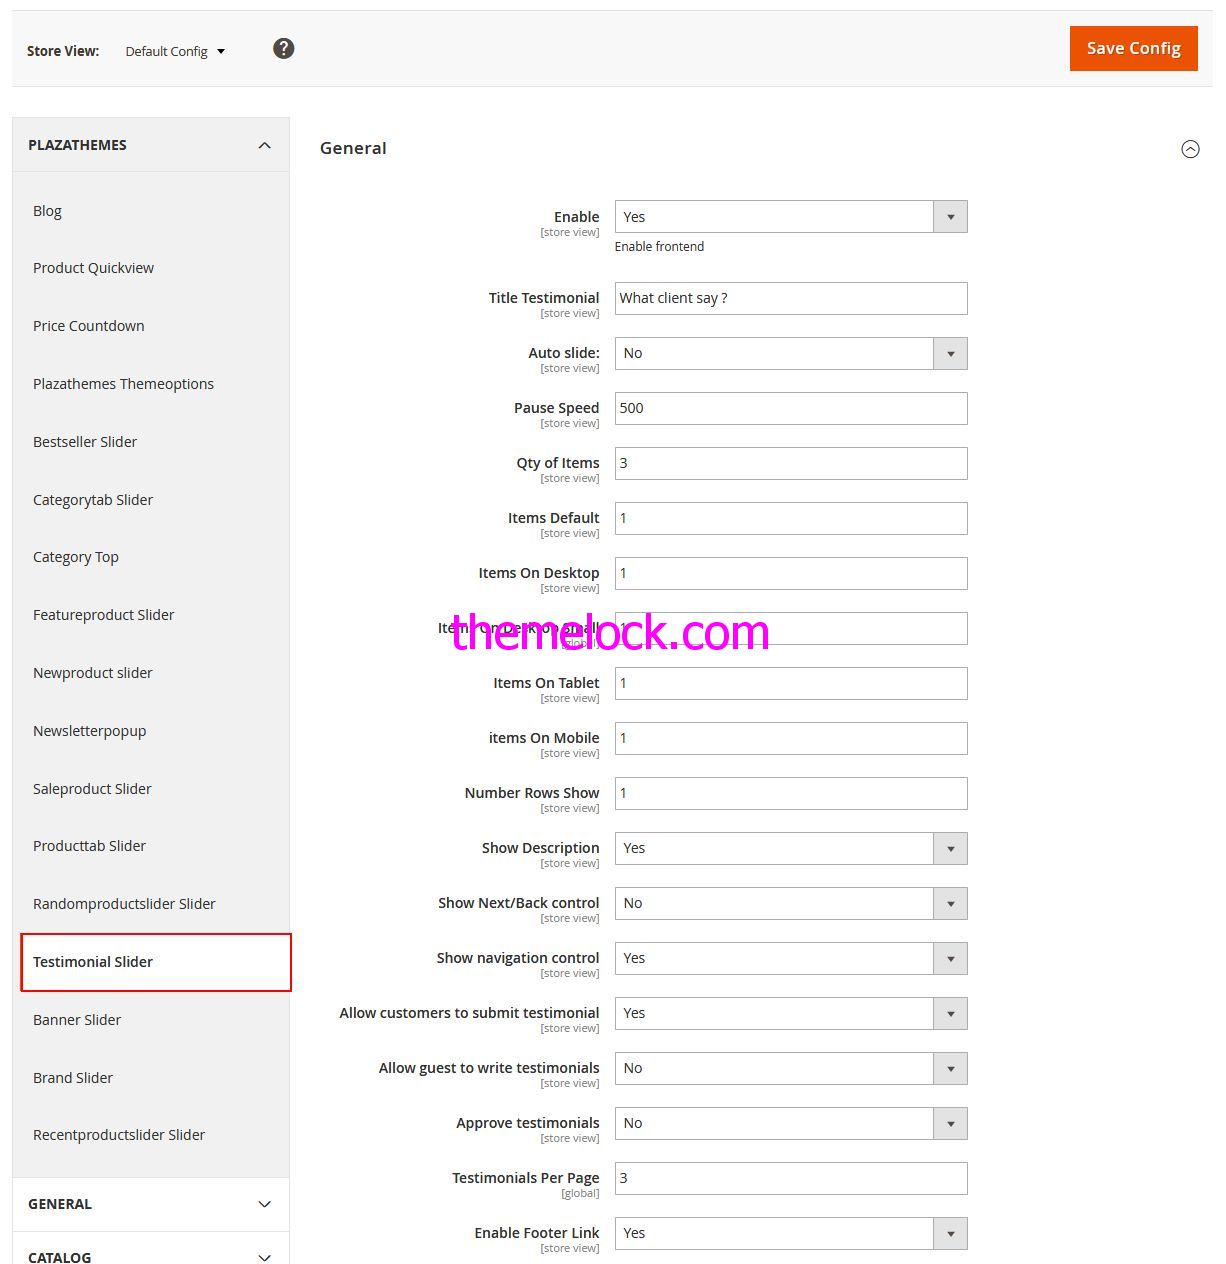 Store View: Default Config ? Save Config
PLAZATHEMES
Blog
Product Quickview
Price Countdown
Plazathemes Themeoptions
Bestseller Slider
Categorytab Slider
Category Top
Featureproduct Slider
Newproduct slider
Newsletterpopup
Saleproduct Slider
Producttab Slider
Randomproductslider Slider
Testimonial Slider
Banner Slider
Brand Slider
Recentproductslider Slider
GENERAL
CATALOG
General
Enable Yes
[store view]
Enable frontend
Title Testimonial What client say ?
[store view]
Auto slide: No
[store view]
Pause Speed 500
[store view]
Qty of Items 3
[store view]
Items Default 1
[store view]
Items On Desktop 1
[store view]
Items On Desktop Small 1
[global]
themelock.com
Items On Tablet 1
[store view]
items On Mobile 1
[store view]
Number Rows Show 1
[store view]
Show Description Yes
[store view]
Show Next/Back control No
[store view]
Show navigation control Yes
[store view]
Allow customers to submit testimonial Yes
[store view]
Allow guest to write testimonials No
[store view]
Approve testimonials No
[store view]
Testimonials Per Page 3
[global]
Enable Footer Link Yes
[store view]